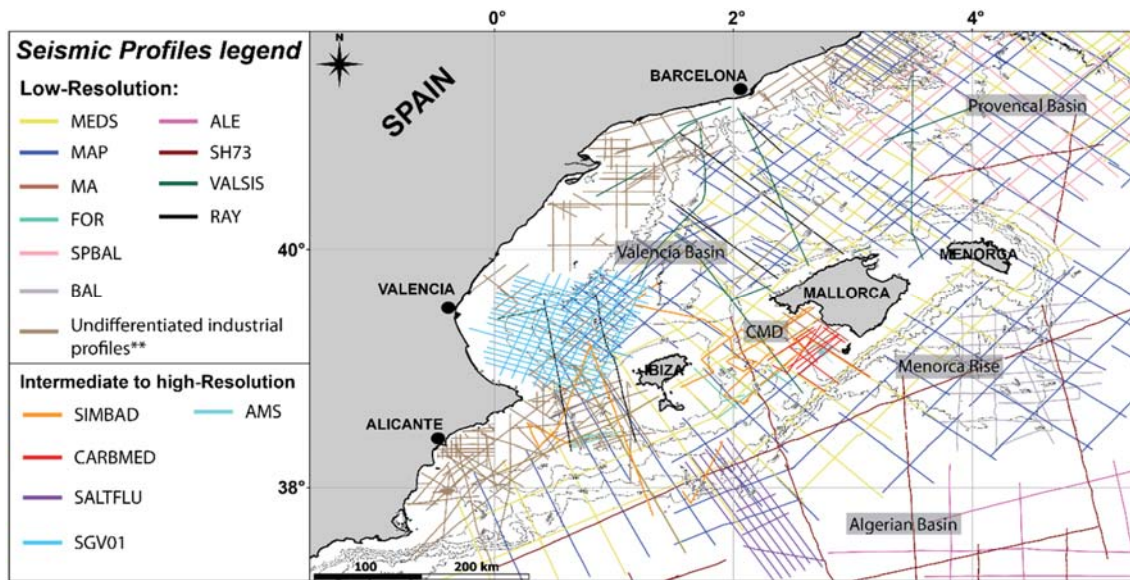 0°
2°
4°
Seismic Profiles legend
Low-Resolution:
MEDS
ALE
MAP
SH73
MA
VALSIS
FOR
RAY
SPBAL
BAL
Undifferentiated industrial
profiles**
Intermediate to high-Resolution
SIMBAD
AMS
CARBMED
SALTFLU
SGV01
N
SPAIN
BARCELONA
Provencal Basin
40°
Valencia Basin
MENORCA
VALENCIA
MALLORCA
CMD
IBIZA
Menorca Rise
ALICANTE
38°
Algerian Basin
100
200 km